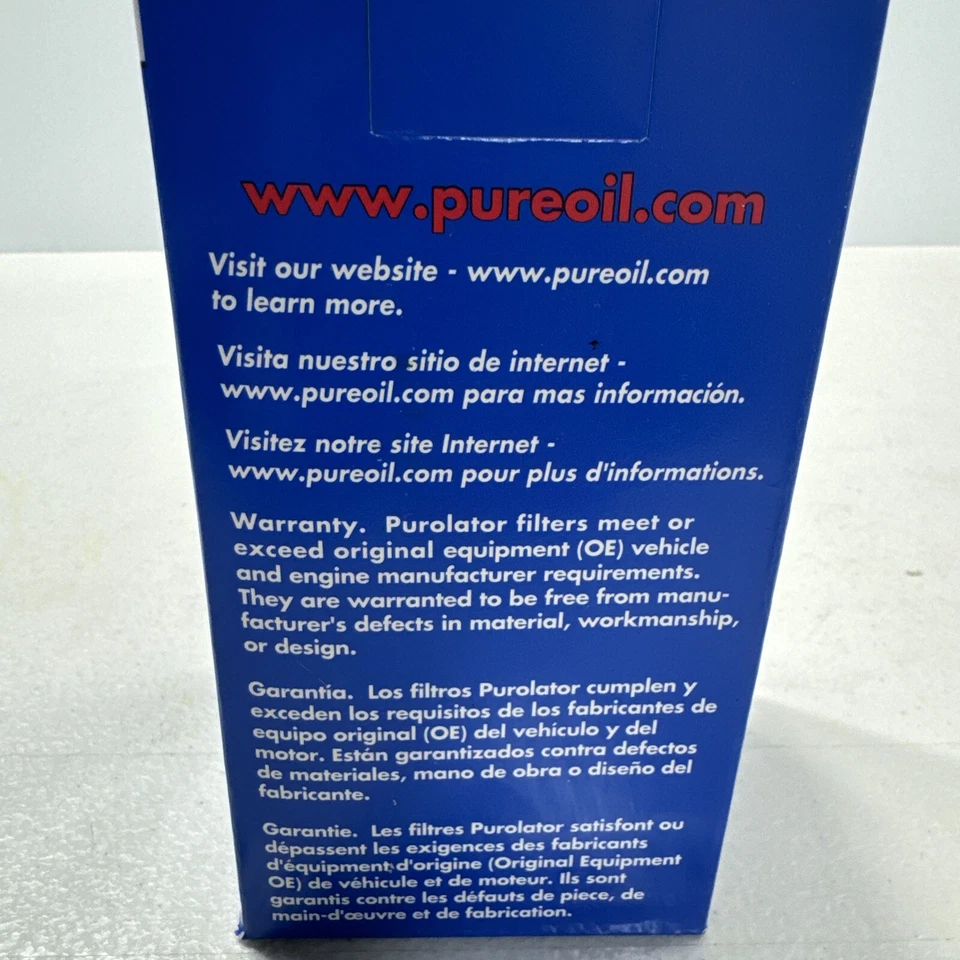 www.pureoil.com
Visit our website - www.pureoil.com
to learn more.
Visita nuestro sitio de internet -
www.pureoil.com para mas información.
Visitez notre site Internet -
www.pureoil.com pour plus d'informations.
Warranty. Purolator filters meet or
exceed original equipment (OE) vehicle
and engine manufacturer requirements.
They are warranted to be free from manu-
facturer's defects in material, workmanship,
or design.
Garantía. Los filtros Purolator cumplen y
exceden los requisitos de los fabricantes de
equipo original (OE) del vehículo y del
motor. Están garantizados contra defectos
de materiales, mano de obra o diseño del
fabricante.
Garantie. Les filtres Purolator satisfont ou
dépassent les exigences des fabricants
d'équipement d'origine (Original Equipment
OE) de véhicule et de moteur. Ils sont
garantis contre les défauts de piece, de
main-d'œuvre et de fabrication.